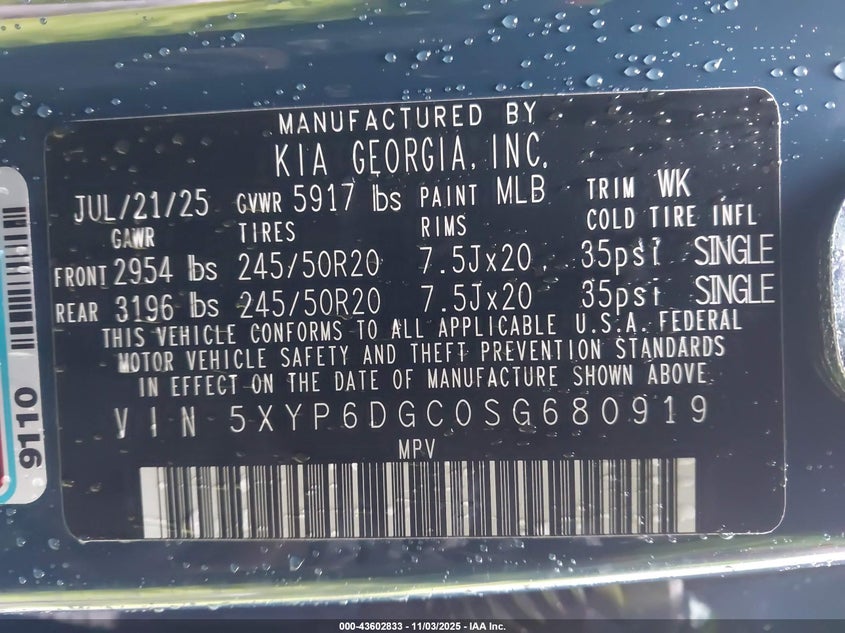 MANUFACTURED BY
KIA GEORGIA, INC.
JUL/21/25 GVWR 5917 lbs PAINT MLB TRIM WK
GAWR TIRES RIMS COLD TIRE INFL
FRONT 2954 lbs 245/50R20 7.5Jx20 35psi SINGLE
REAR 3196 lbs 245/50R20 7.5Jx20 35psi SINGLE
THIS VEHICLE CONFORMS TO ALL APPLICABLE U.S.A. FEDERAL
MOTOR VEHICLE SAFETY AND THEFT PREVENTION STANDARDS
IN EFFECT ON THE DATE OF MANUFACTURE SHOWN ABOVE.
VIN 5XYP6DGC0SG680919
MPV
9110
000-43602833 - 11/03/2025 - IAA Inc.